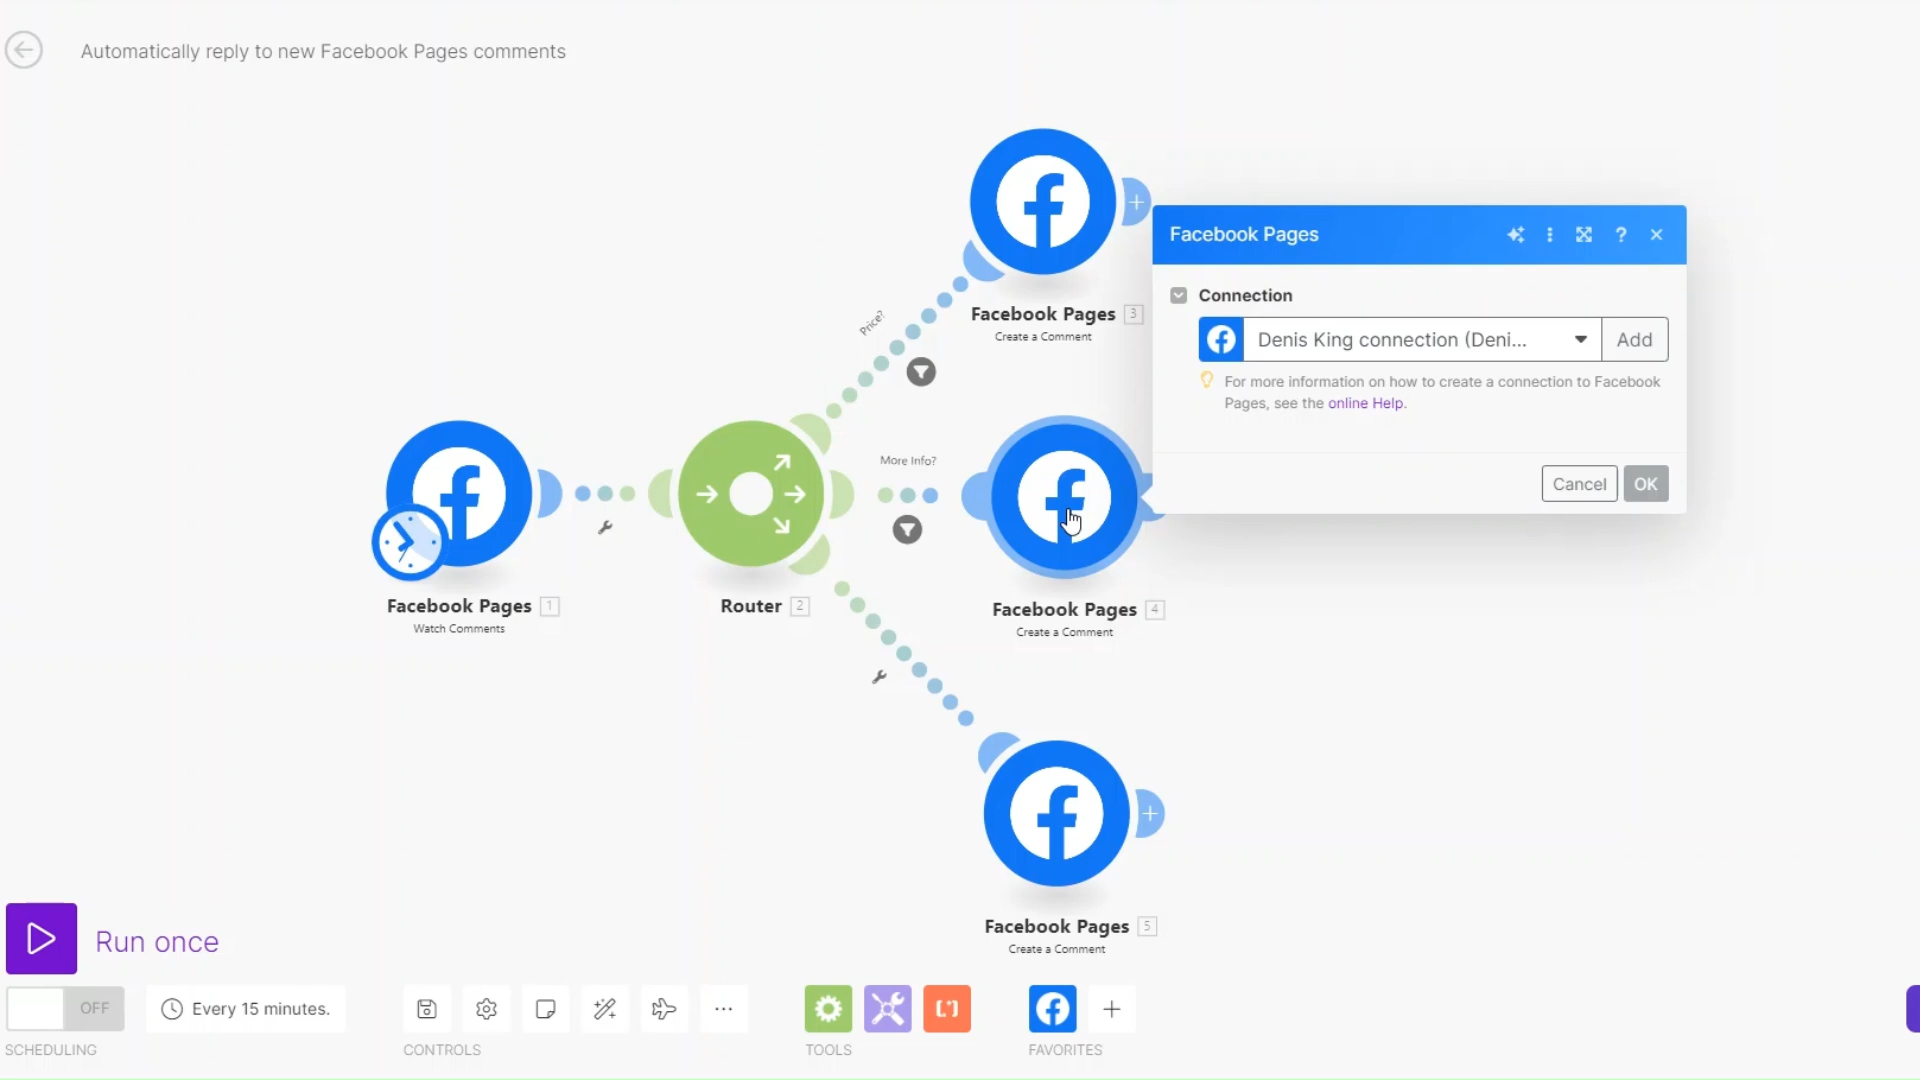 Automatically reply to new Facebook Pages comments
Facebook Pages
Connection
Denis King connection (Deni...
Add
For more information on how to create a connection to Facebook
Pages, see the online Help.
Cancel
OK
Facebook Pages 3
Create a Comment
Price?
More Info?
Facebook Pages 1
Watch Comments
Router 2
Facebook Pages 4
Create a Comment
Facebook Pages 5
Create a Comment
Run once
OFF
Every 15 minutes.
SCHEDULING
CONTROLS
TOOLS
FAVORITES